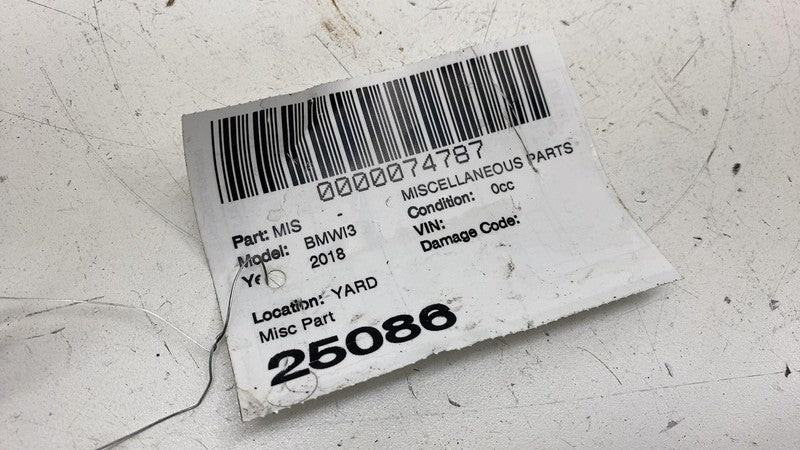 0000074787
Part: MIS - MISCELLANEOUS PARTS
Model: BMWI3 Condition: 0cc
2018 VIN:
Damage Code:
Location: YARD
Misc Part
25086